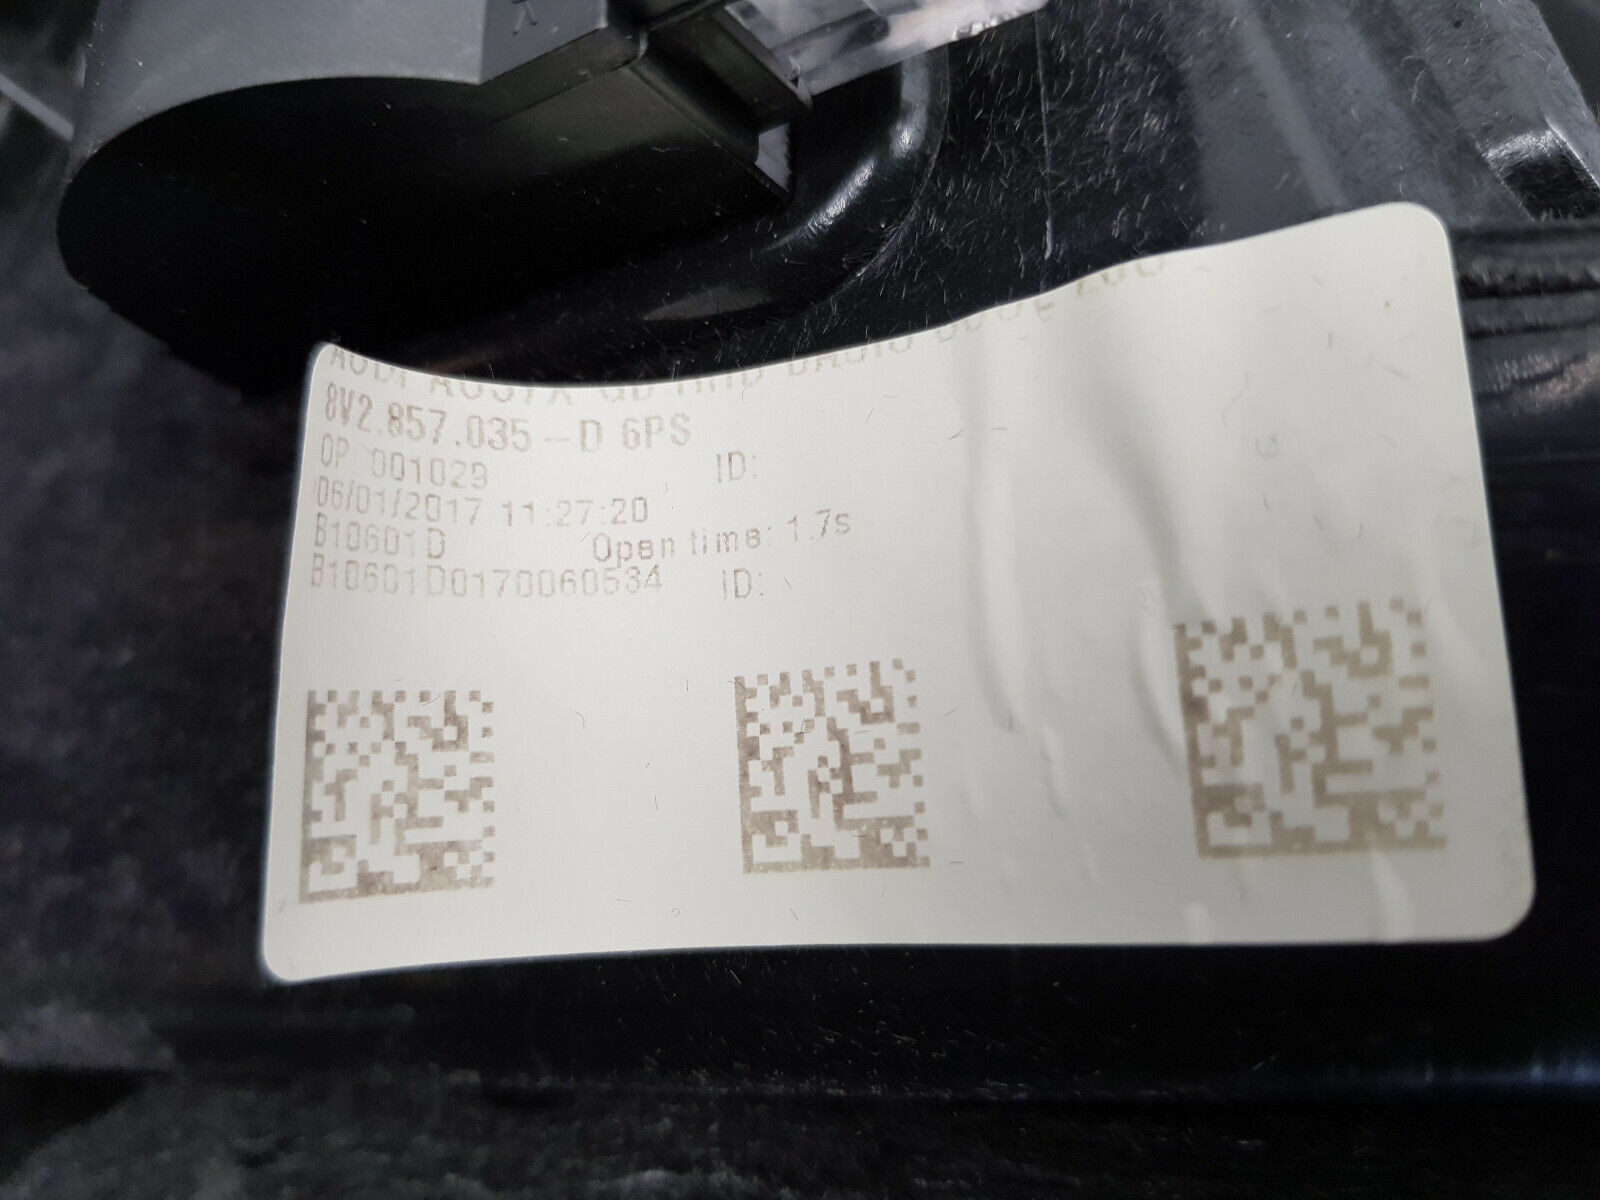 AUDI
8V2.857.035--D 6PS
OP 001029 ID:
06/01/2017 11:27:20
B10601D Open time: 1.7s
B10601D0170060534 ID: